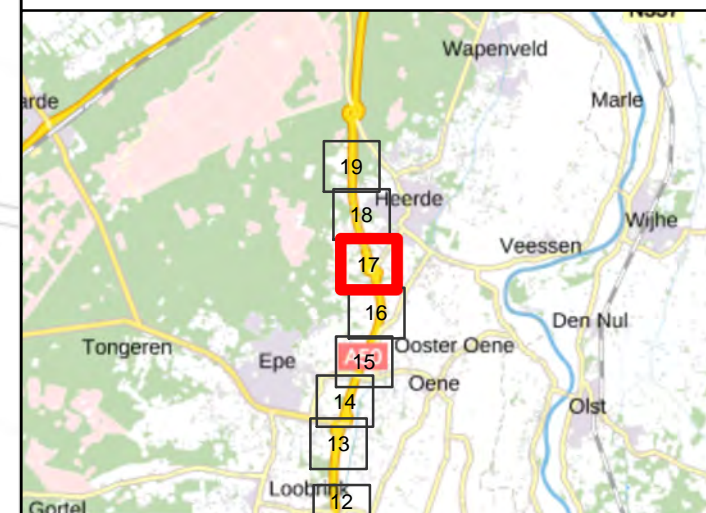 Wapenveld
Marle
19
Heerde
18
Wijhe
Veessen
17
16
Den Nul
Tongeren
Ooster Oene
Epe
15
Oene
14
Olst
13
Loobrink
12
Gortel